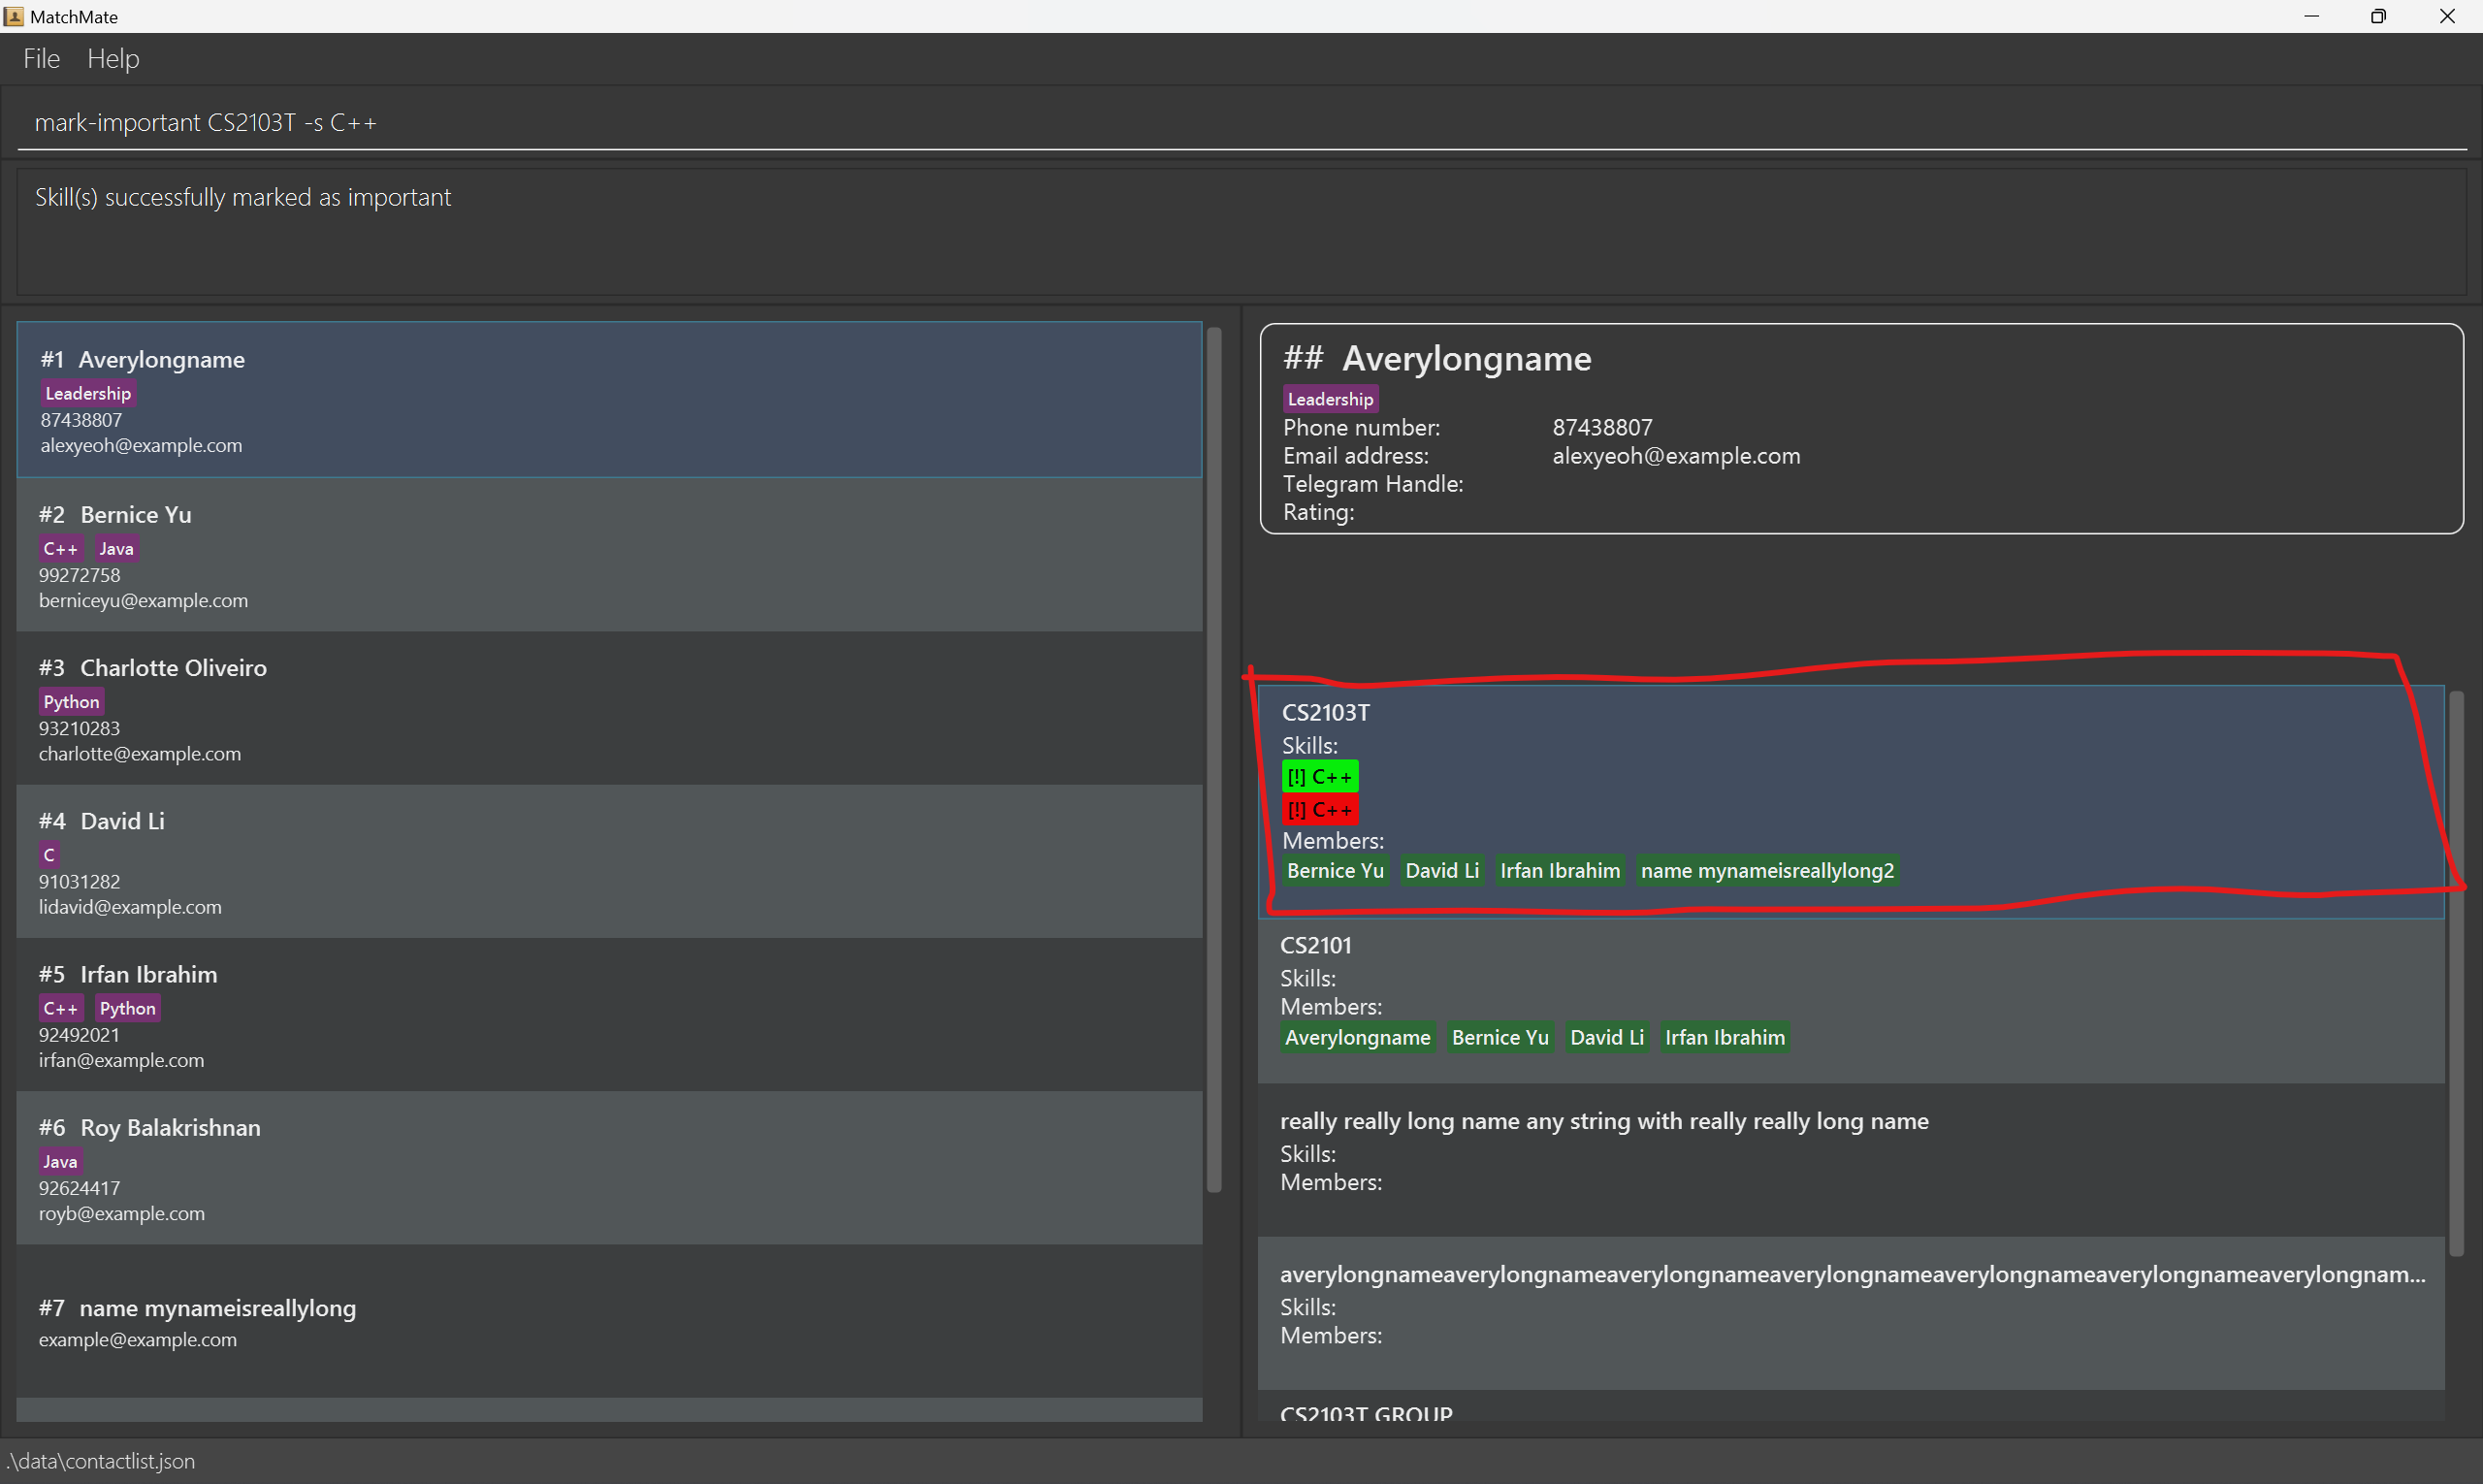 MatchMate
File Help
mark-important CS2103T -s C++
Skill(s) successfully marked as important
#1 Averylongname
Leadership
87438807
alexyeoh@example.com
#2 Bernice Yu
C++ Java
99272758
berniceyu@example.com
#3 Charlotte Oliveiro
Python
93210283
charlotte@example.com
#4 David Li
C
91031282
lidavid@example.com
#5 Irfan Ibrahim
C++ Python
92492021
irfan@example.com
#6 Roy Balakrishnan
Java
92624417
royb@example.com
#7 name mynameisreallylong
example@example.com
## Averylongname
Leadership
Phone number: 87438807
Email address: alexyeoh@example.com
Telegram Handle:
Rating:
CS2103T
Skills:
[!] C++
[!] C++
Members:
Bernice Yu David Li Irfan Ibrahim name mynameisreallylong2
CS2101
Skills:
Members:
Averylongname Bernice Yu David Li Irfan Ibrahim
really really long name any string with really really long name
Skills:
Members:
averylongnameaverylongnameaverylongnameaverylongnameaverylongnameaverylongnameaverylongnam...
Skills:
Members:
CS2103T GROUP
.\data\contactlist.json